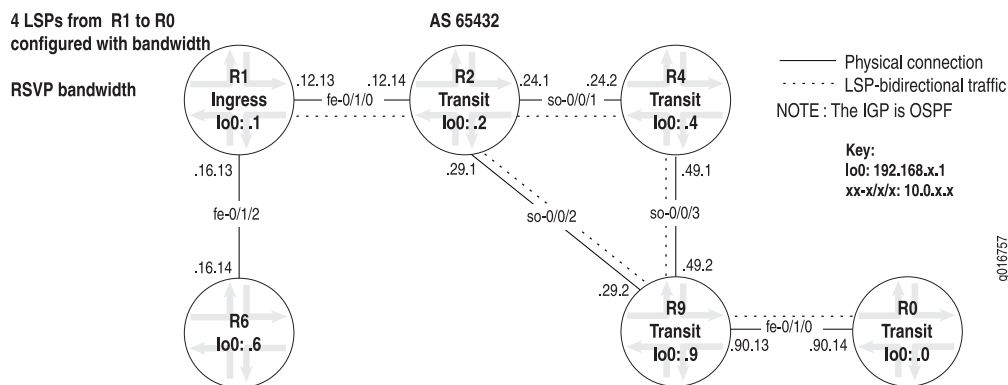 4 LSPs from R1 to R0
configured with bandwidth
AS 65432
RSVP bandwidth
R1
Ingress
lo0: .1
.12.13
fe-0/1/0
.12.14
R2
Transit
lo0: .2
.24.1
so-0/0/1
.24.2
R4
Transit
lo0: .4
Physical connection
LSP-bidirectional traffic
NOTE : The IGP is OSPF
Key:
lo0: 192.168.x.1
xx-x/x/x: 10.0.x.x
.16.13
.29.1
.49.1
fe-0/1/2
so-0/0/2
so-0/0/3
.16.14
.29.2
.49.2
R6
lo0: .6
R9
Transit
lo0: .9
fe-0/1/0
.90.13
.90.14
R0
Transit
lo0: .0
g016757